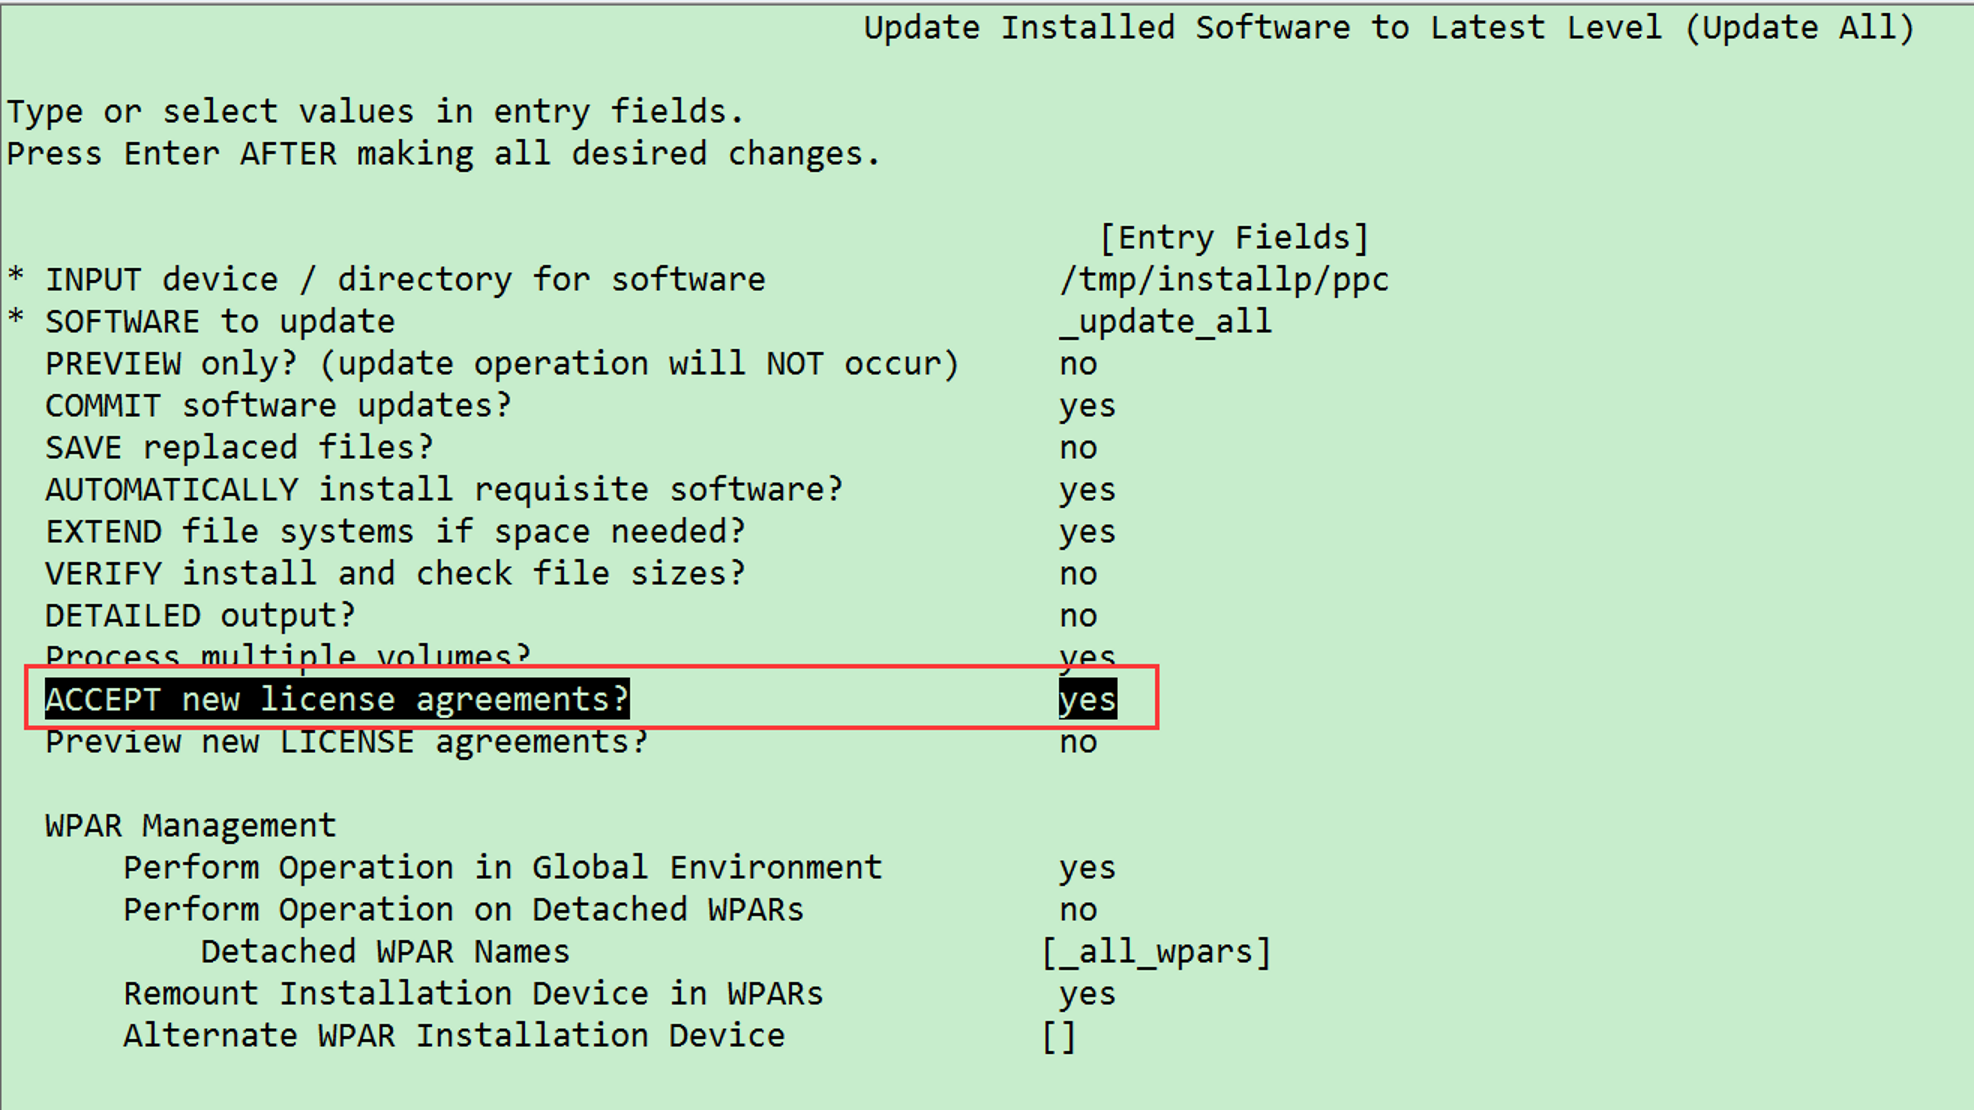 Update Installed Software to Latest Level (Update All)
Type or select values in entry fields.
Press Enter AFTER making all desired changes.
[Entry Fields]
* INPUT device / directory for software /tmp/installp/ppc
* SOFTWARE to update _update_all
PREVIEW only? (update operation will NOT occur) no
COMMIT software updates? yes
SAVE replaced files? no
AUTOMATICALLY install requisite software? yes
EXTEND file systems if space needed? yes
VERIFY install and check file sizes? no
DETAILED output? no
Process multiple volumes? yes
ACCEPT new license agreements? yes
Preview new LICENSE agreements? no
WPAR Management
Perform Operation in Global Environment yes
Perform Operation on Detached WPARs no
Detached WPAR Names [_all_wpars]
Remount Installation Device in WPARs yes
Alternate WPAR Installation Device []